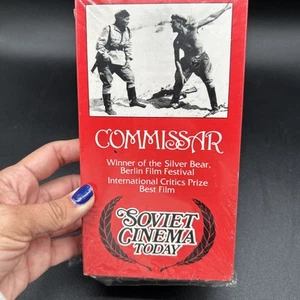 COMMISSAR
Winner of the Silver Bear,
Berlin Film Festival
International Critics Prize
Best Film
SOVIET
CINEMA
TODAY